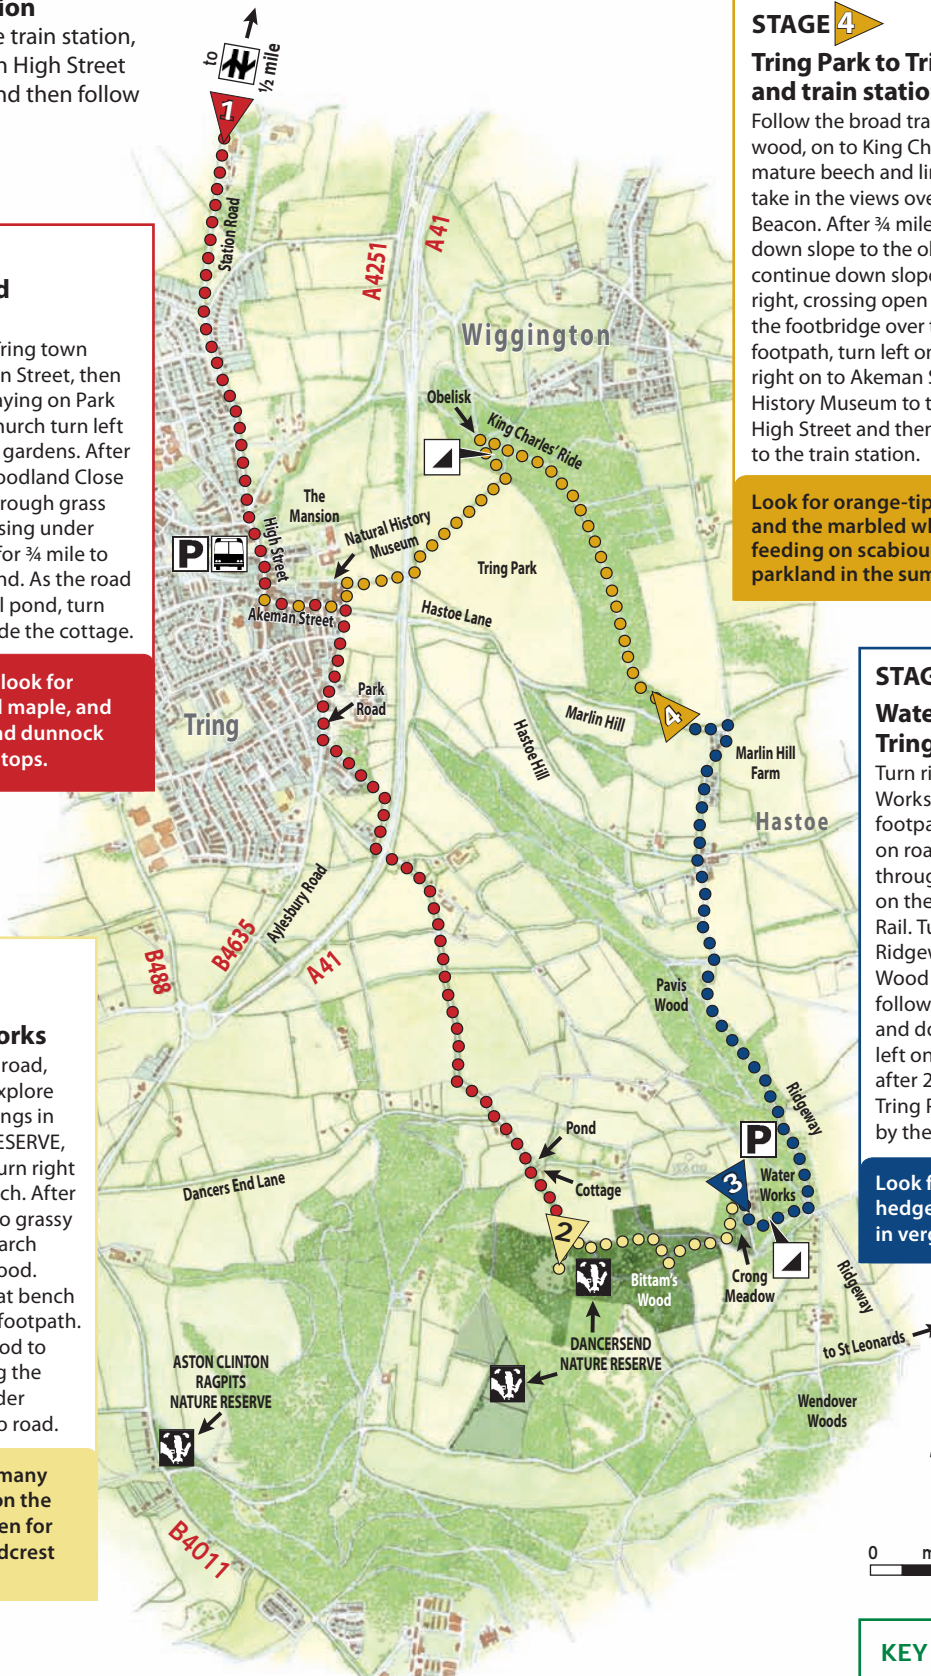 ion
e train station,
n High Street
nd then follow
to
½ mile
1
d
Tring town
n Street, then
aying on Park
hurch turn left
gardens. After
oodland Close
rough grass
sing under
for ¾ mile to
nd. As the road
l pond, turn
de the cottage.
look for
l maple, and
nd dunnock
tops.
orks
road,
xplore
ngs in
ESERVE,
urn right
ch. After
o grassy
arch
ood.
at bench
footpath.
od to
g the
der
o road.
many
on the
en for
dcrest
STAGE 4
Tring Park to Tri
and train statio
Follow the broad tra
wood, on to King Ch
mature beech and lin
take in the views ove
Beacon. After ¾ mile
down slope to the ol
continue down slope
right, crossing open
the footbridge over t
footpath, turn left on
right on to Akeman S
History Museum to t
High Street and then
to the train station.
Look for orange-tip
and the marbled wh
feeding on scabiou
parkland in the sum
STAG
Wate
Tring
Turn ri
Works
footpa
on roa
throug
on the
Rail. Tu
Ridgew
Wood
follow
and do
left on
after 2
Tring P
by the
Look f
hedge
in verg
Station Road
A4251
A41
Wiggington
Obelisk
King Charles' Ride
The
Mansion
Natural History
Museum
High Street
P
Tring Park
Akeman Street
Hastoe Lane
Park
Road
Tring
Marlin Hill
4
Hastoe Hill
Marlin Hill
Farm
Hastoe
Aylesbury Road
B4635
B488
A41
Pavis
Wood
Ridgeway
Pond
P
Cottage
Dancers End Lane
3
Water
Works
2
Bittam's
Wood
Crong
Meadow
Ridgeway
DANCERSEND
NATURE RESERVE
to St Leonards
ASTON CLINTON
RAGPITS
NATURE RESERVE
Wendover
Woods
B4011
0 m
KEY